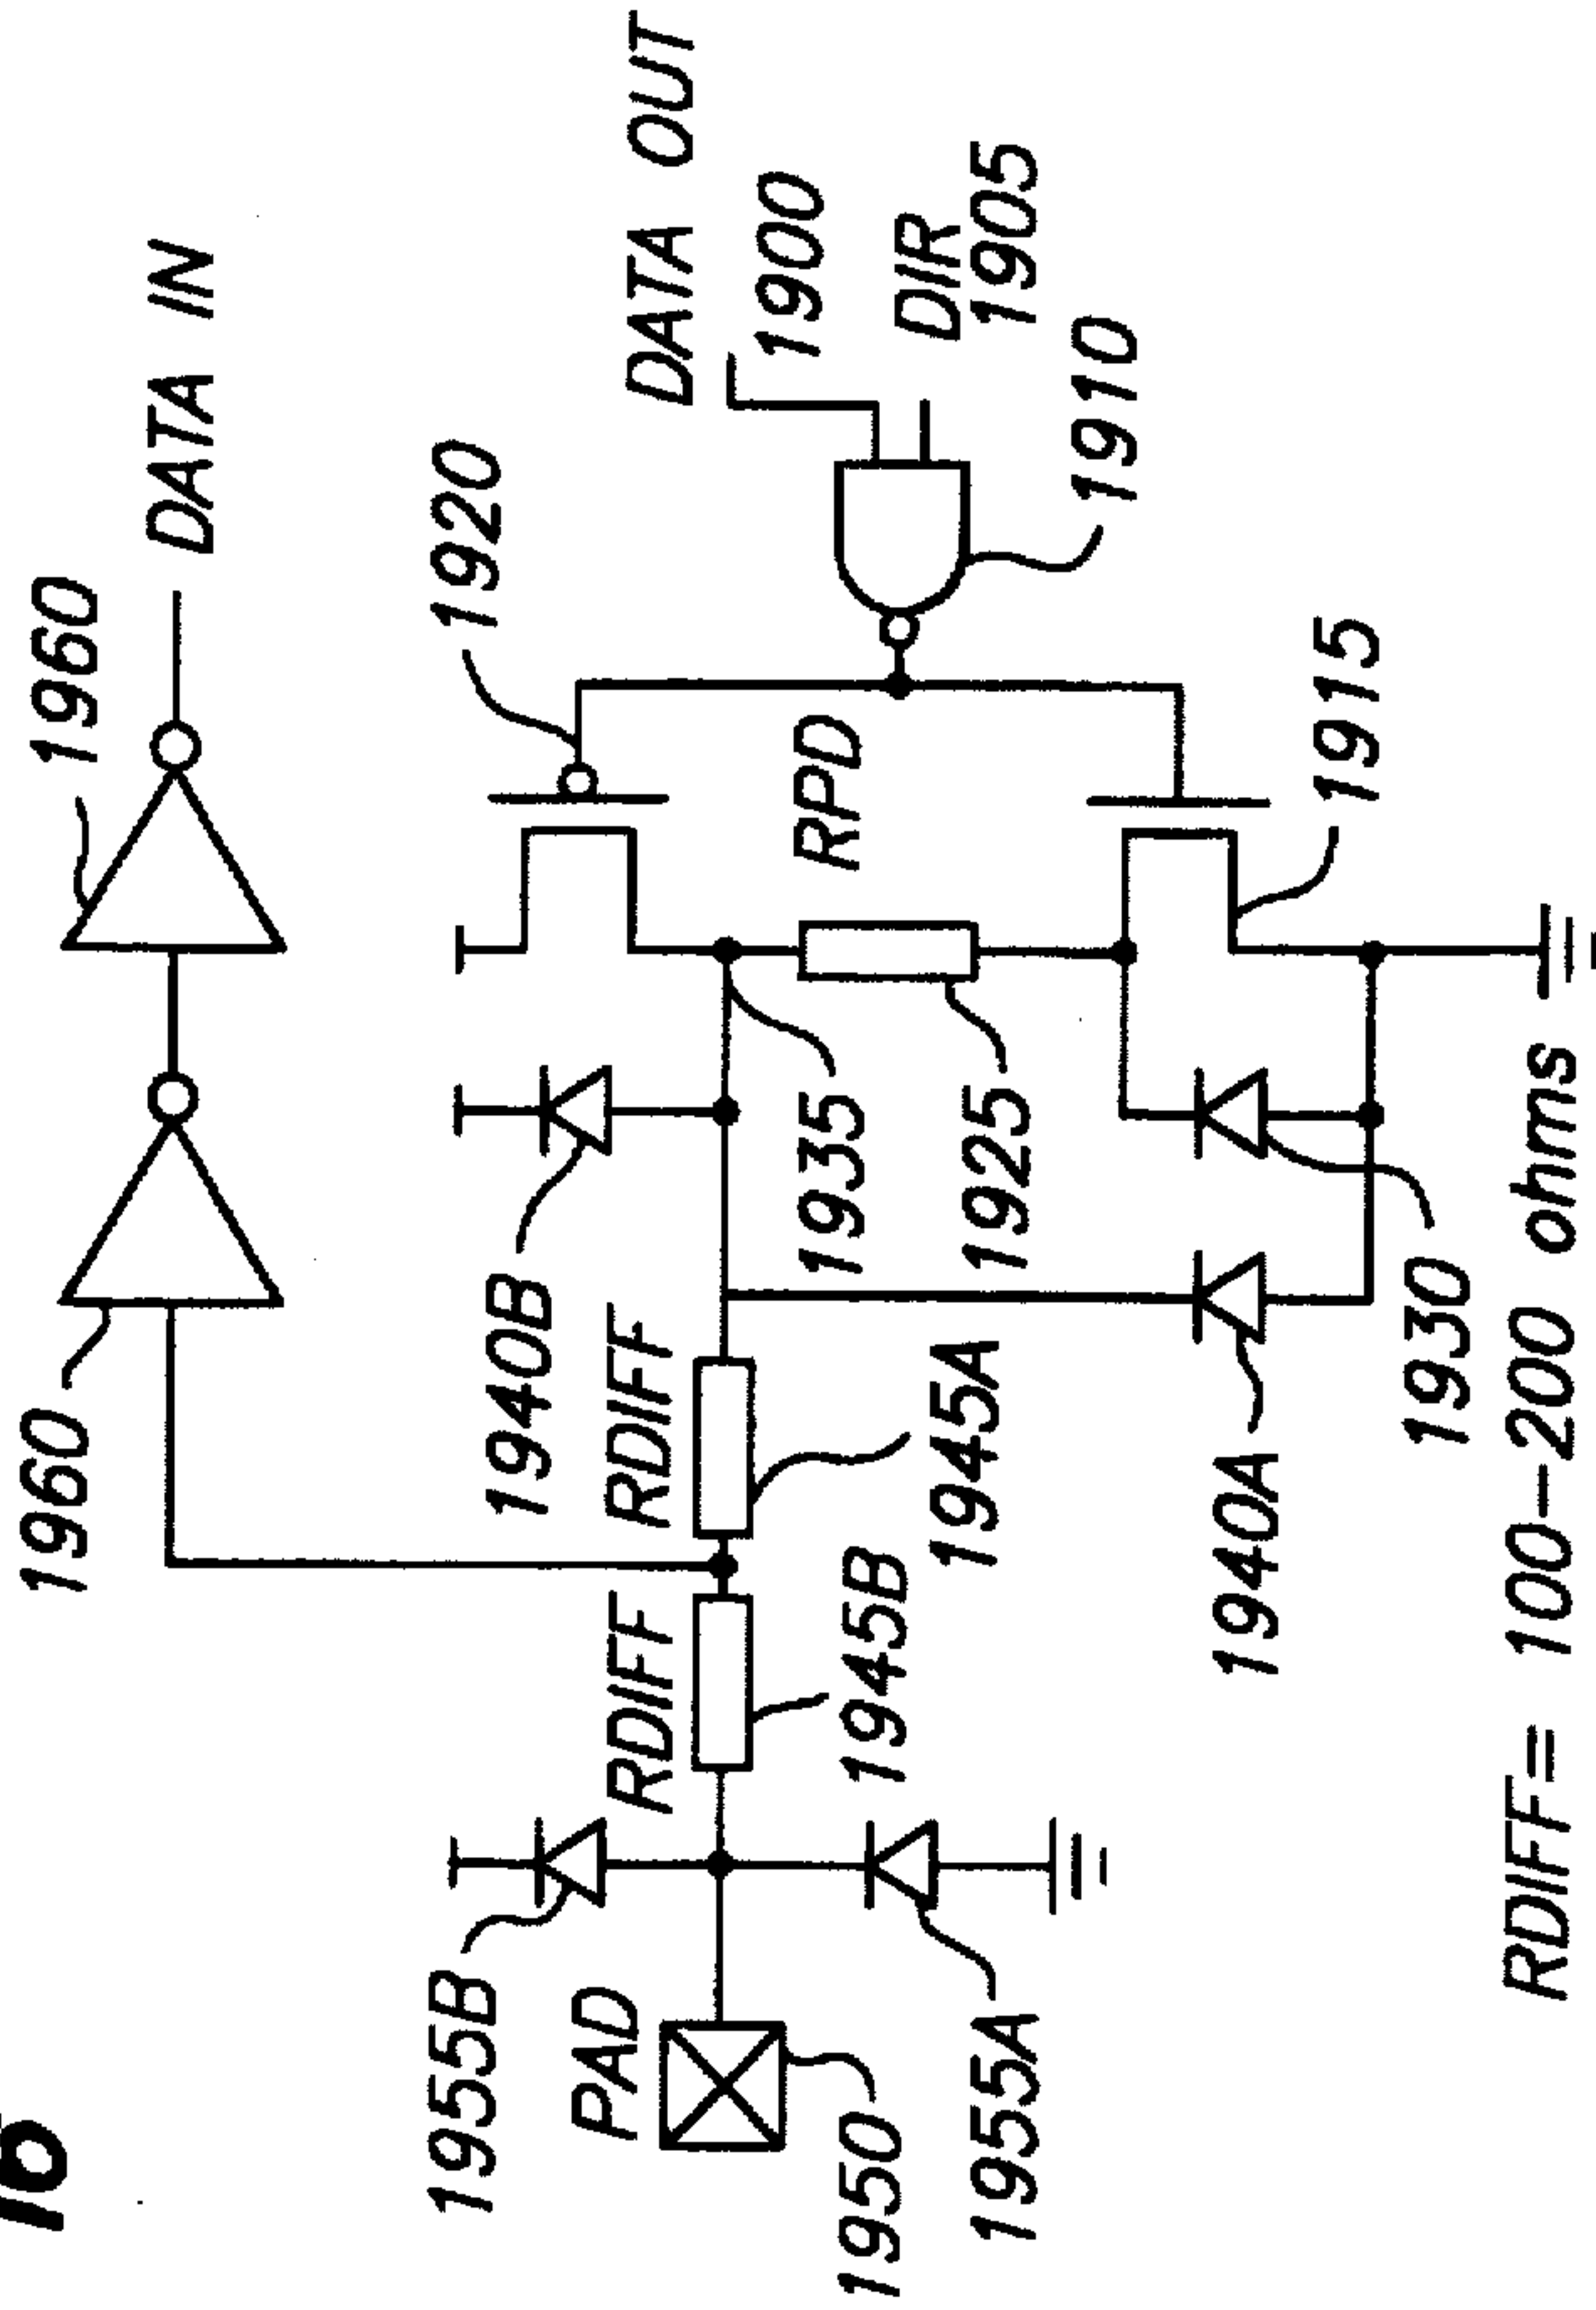 1960
1960
DATA IN
1955B
1920
1940B
PAD
RDIFF
RDIFF
DATA OUT
1900
1935
RPD
1950
1945B
DIR
1945A
1925
1955A
1905
1910
1940A
1915
1930
RDIFF= 100-200 ohms